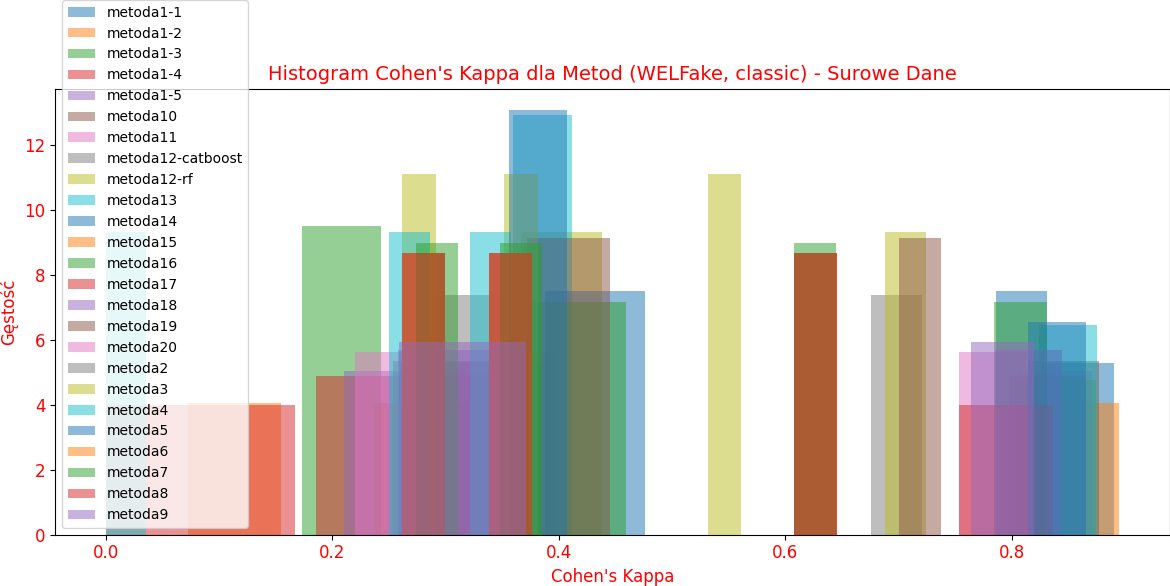 metoda1-1
metoda1-2
metoda1-3
metoda1-4
metoda1-5
metoda10
metoda11
metoda12-catboost
metoda12-rf
metoda13
metoda14
metoda15
metoda16
metoda17
metoda18
metoda19
metoda20
metoda2
metoda3
metoda4
metoda5
metoda6
metoda7
metoda8
metoda9
Histogram Cohen's Kappa dla Metod (WELFake, classic) - Surowe Dane
Gęstość
12
10
8
6
4
2
0
0.0 0.2 0.4 0.6 0.8
Cohen's Kappa